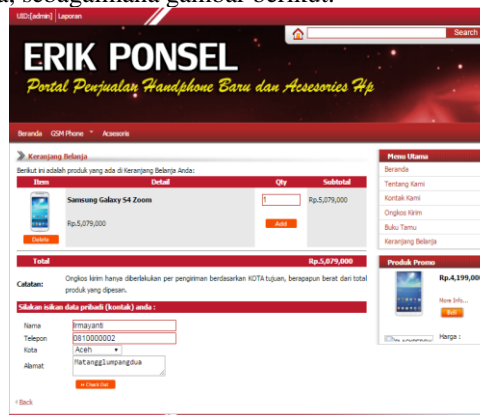 a, sebagaimana gambar berikut:
UID:[admin] | Laporan
Search
ERIK PONSEL
Portal Penjualan Handphone Baru dan Acsesories Hp
Beranda GSM Phone Acsesoris
Keranjang Belanja
Berikut ini adalah produk yang ada di Keranjang Belanja Anda:
Item Detail Qty Subtotal
Samsung Galaxy S4 Zoom 1 Rp.5,079,000
Rp.5,079,000 Add
Delete
Total Rp.5,079,000
Catatan: Ongkos kirim hanya diberlakukan per pengiriman berdasarkan KOTA tujuan, berapapun berat dari total
produk yang dipesan.
Silakan isikan data pribadi (kontak) anda :
Nama Irmayanti
Telepon 0810000002
Kota Aceh
Alamat Matangglumpangdua
» Check Out
< Back
Menu Utama
Beranda
Tentang Kami
Kontak Kami
Ongkos Kirim
Buku Tamu
Keranjang Belanja
Produk Promo
Rp.4,199,000
More Info...
Beli
Harga :